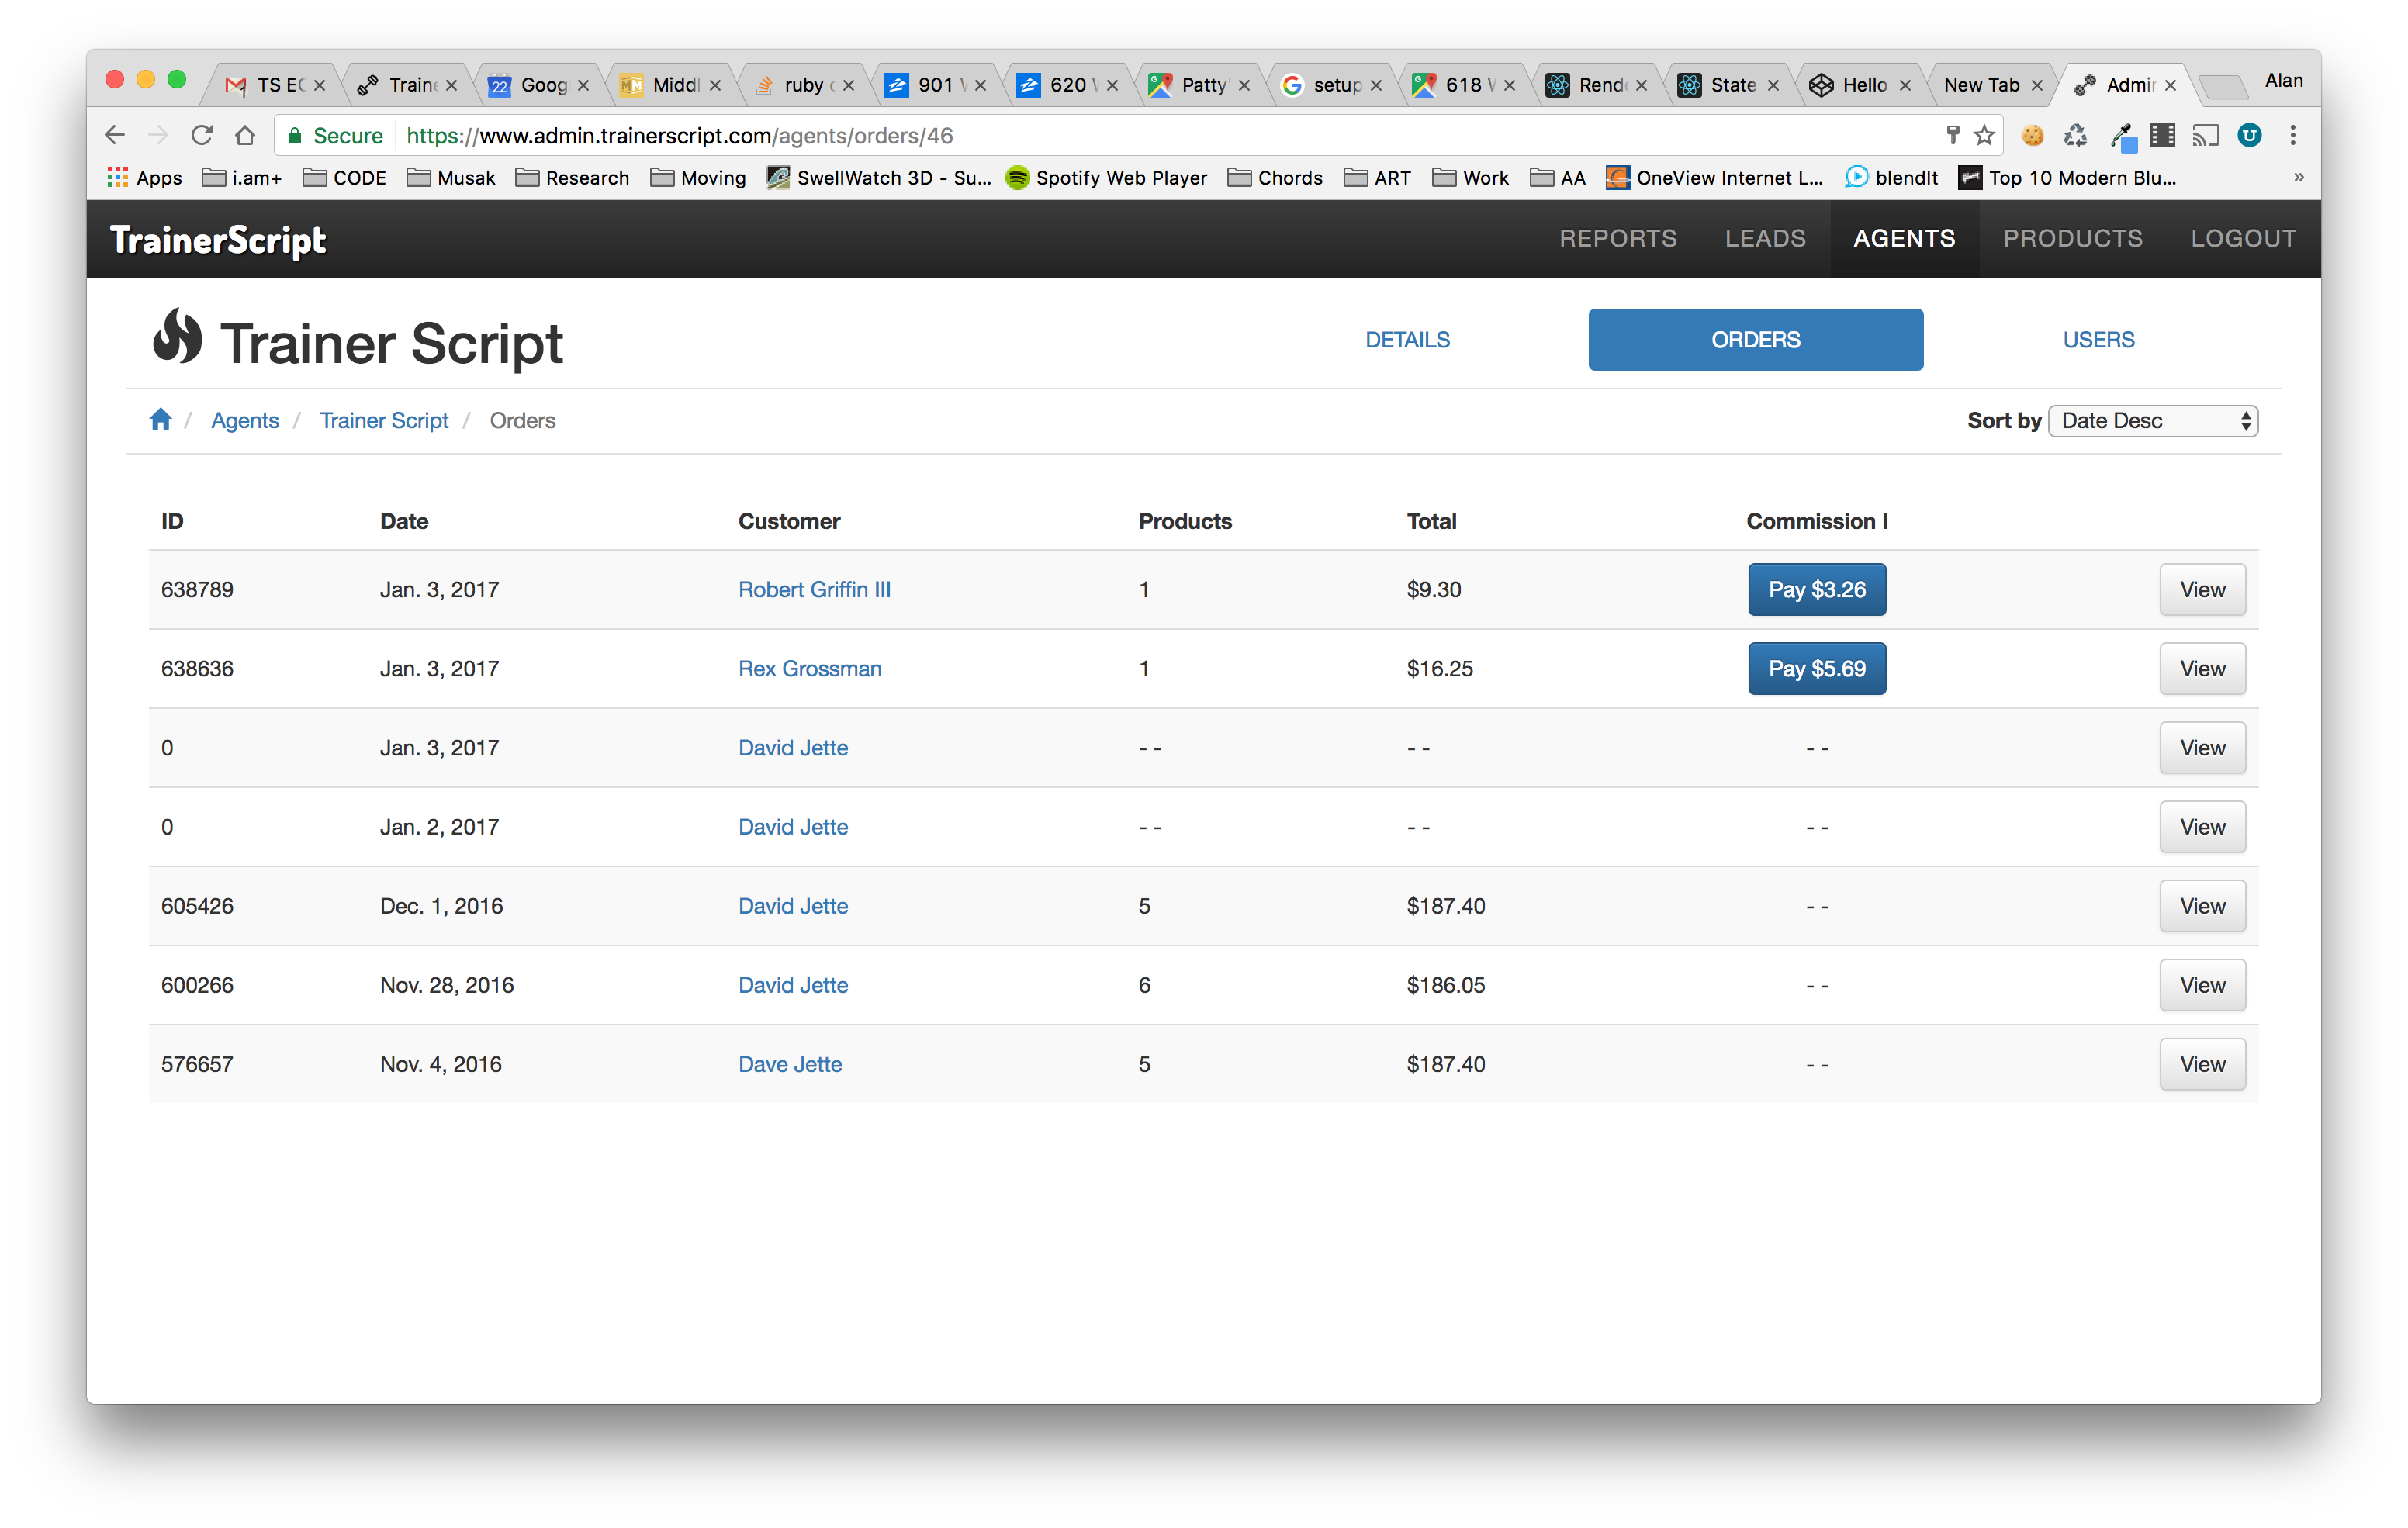 TS EC Traine Goog Middl ruby c 901 W 620 W Patty' setup 618 W Rende State Hello New Tab Admin Alan
Secure https://www.admin.trainerscript.com/agents/orders/46
Apps i.am+ CODE Musak Research Moving SwellWatch 3D - Su... Spotify Web Player Chords ART Work AA OneView Internet L... blendIt Top 10 Modern Blu... »
TrainerScript REPORTS LEADS AGENTS PRODUCTS LOGOUT
Trainer Script DETAILS ORDERS USERS
/ Agents / Trainer Script / Orders Sort by Date Desc
ID Date Customer Products Total Commission I
638789 Jan. 3, 2017 Robert Griffin III 1 $9.30 Pay $3.26 View
638636 Jan. 3, 2017 Rex Grossman 1 $16.25 Pay $5.69 View
0 Jan. 3, 2017 David Jette - - - - - - View
0 Jan. 2, 2017 David Jette - - - - - - View
605426 Dec. 1, 2016 David Jette 5 $187.40 - - View
600266 Nov. 28, 2016 David Jette 6 $186.05 - - View
576657 Nov. 4, 2016 Dave Jette 5 $187.40 - - View